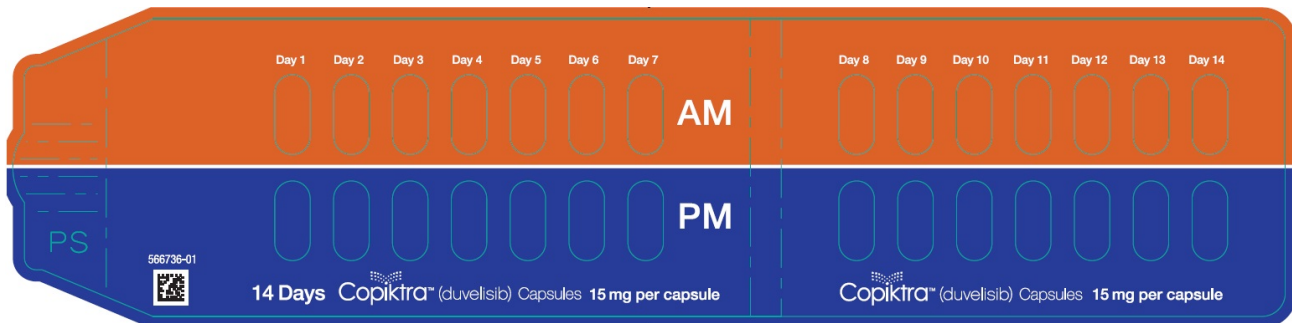 Day 1 Day 2 Day 3 Day 4 Day 5 Day 6 Day 7 Day 8 Day 9 Day 10 Day 11 Day 12 Day 13 Day 14
AM
PM
PS
566736-01
14 Days Copiktra™ (duvelisib) Capsules 15 mg per capsule
Copiktra™ (duvelisib) Capsules 15 mg per capsule